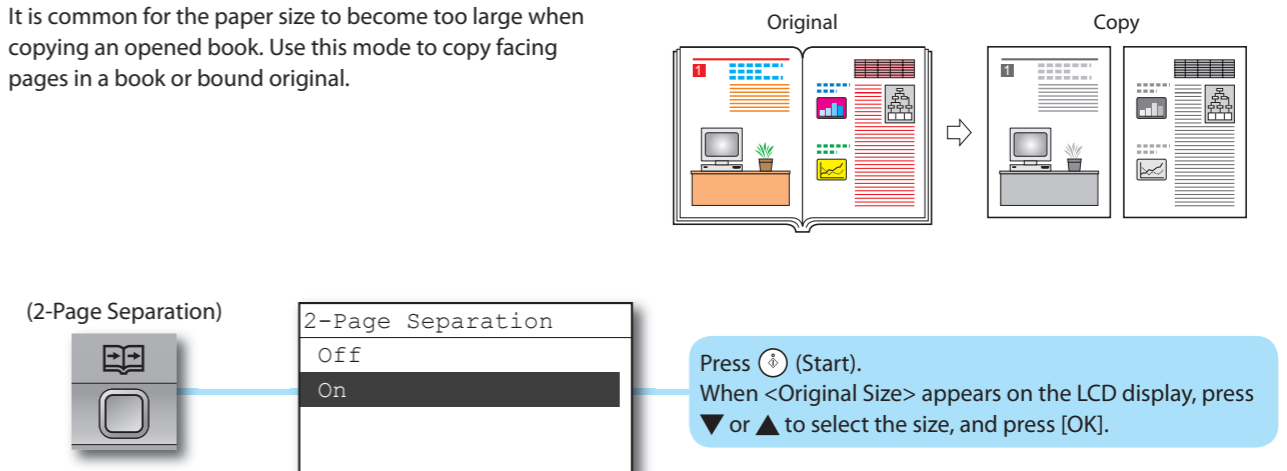 It is common for the paper size to become too large when
copying an opened book. Use this mode to copy facing
pages in a book or bound original.
Original
Copy
1
1
(2-Page Separation)
2-Page Separation
Off
On
Press (Start).
When <Original Size> appears on the LCD display, press
▼ or ▲ to select the size, and press [OK].